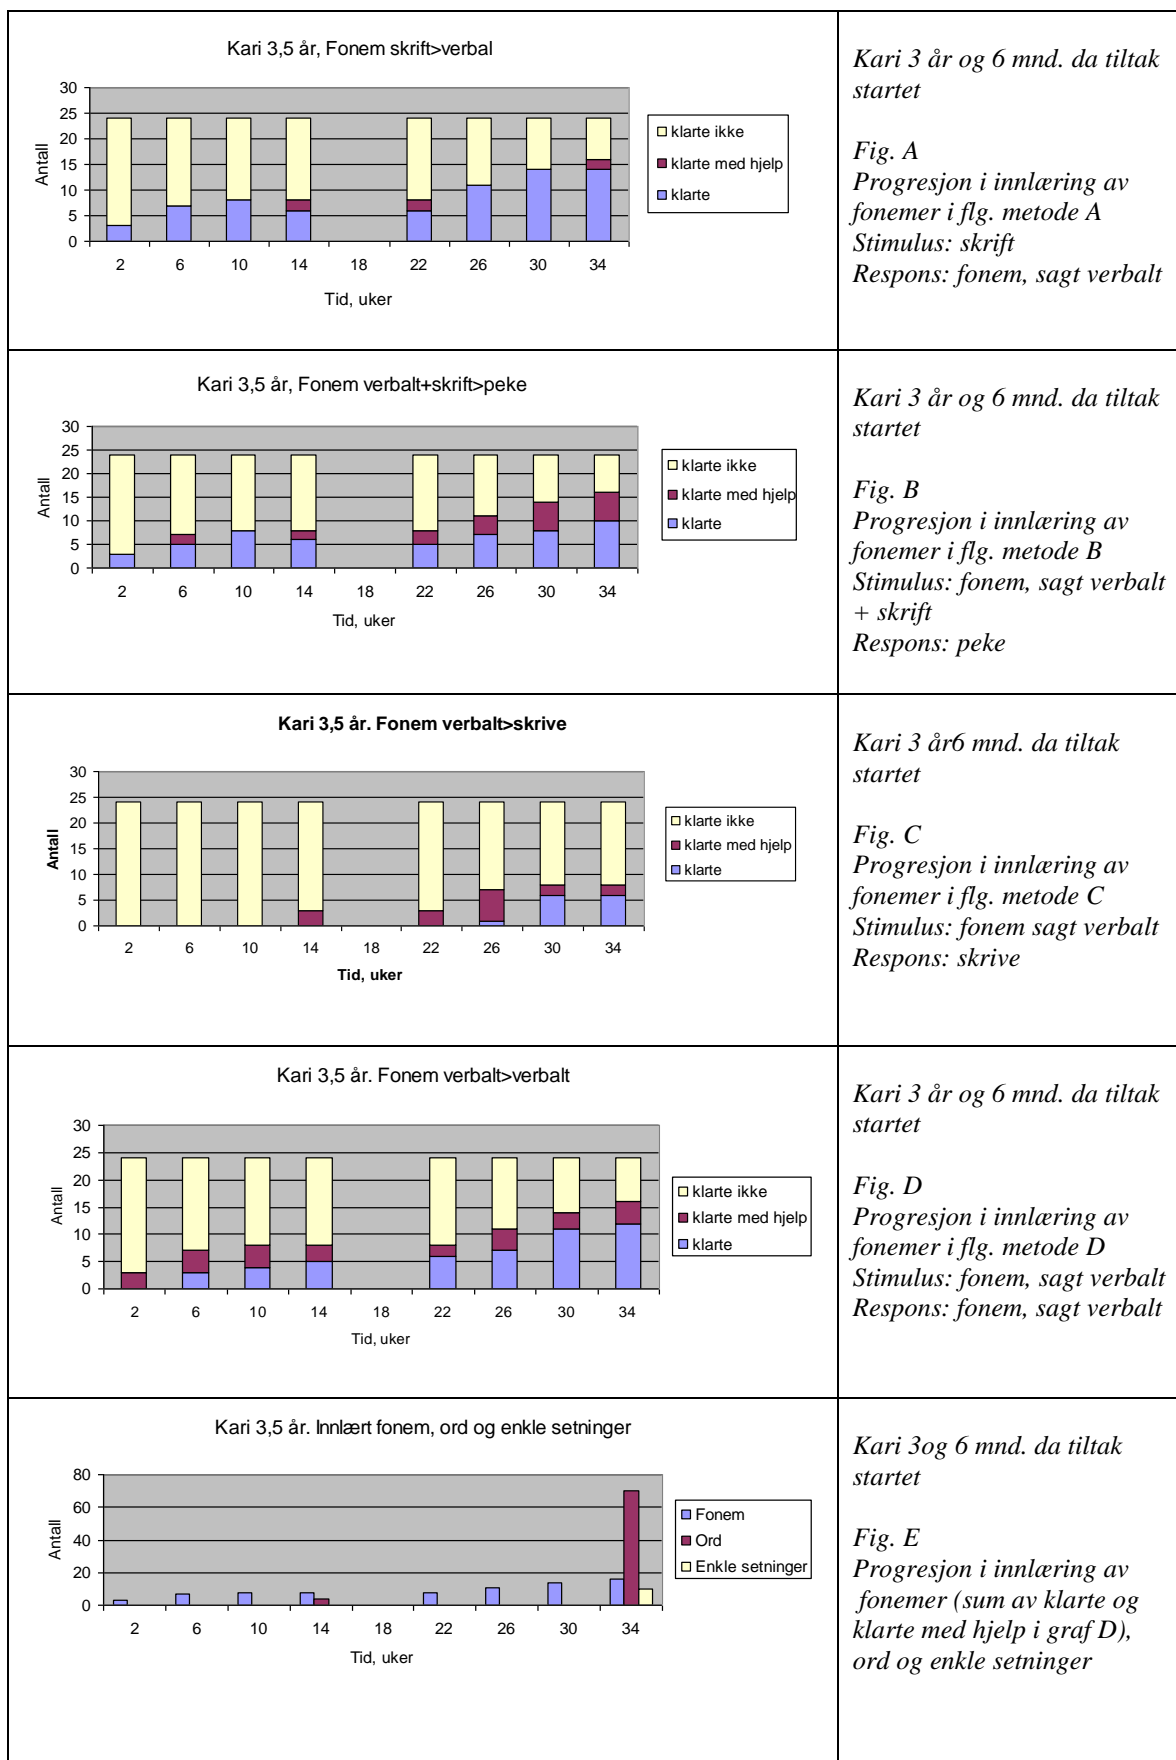 Kari 3,5 år, Fonem skrift>verbal
30
25
20
15
10
5
0
Antall
2 6 10 14 18 22 26 30 34
Tid, uker
klarte ikke
klarte med hjelp
klarte
Kari 3 år og 6 mnd. da tiltak
startet
Fig. A
Progresjon i innlæring av
fonemer i flg. metode A
Stimulus: skrift
Respons: fonem, sagt verbalt
Kari 3,5 år, Fonem verbalt+skrift>peke
30
25
20
15
10
5
0
Antall
2 6 10 14 18 22 26 30 34
Tid, uker
klarte ikke
klarte med hjelp
klarte
Kari 3 år og 6 mnd. da tiltak
startet
Fig. B
Progresjon i innlæring av
fonemer i flg. metode B
Stimulus: fonem, sagt verbalt
+ skrift
Respons: peke
Kari 3,5 år. Fonem verbalt>skrive
30
25
20
15
10
5
0
Antall
2 6 10 14 18 22 26 30 34
Tid, uker
klarte ikke
klarte med hjelp
klarte
Kari 3 år6 mnd. da tiltak
startet
Fig. C
Progresjon i innlæring av
fonemer i flg. metode C
Stimulus: fonem sagt verbalt
Respons: skrive
Kari 3,5 år. Fonem verbalt>verbalt
30
25
20
15
10
5
0
Antall
2 6 10 14 18 22 26 30 34
Tid, uker
klarte ikke
klarte med hjelp
klarte
Kari 3 år og 6 mnd. da tiltak
startet
Fig. D
Progresjon i innlæring av
fonemer i flg. metode D
Stimulus: fonem, sagt verbalt
Respons: fonem, sagt verbalt
Kari 3,5 år. Innlært fonem, ord og enkle setninger
80
60
40
20
0
Antall
2 6 10 14 18 22 26 30 34
Tid, uker
Fonem
Ord
Enkle setninger
Kari 3og 6 mnd. da tiltak
startet
Fig. E
Progresjon i innlæring av
fonemer (sum av klarte og
klarte med hjelp i graf D),
ord og enkle setninger